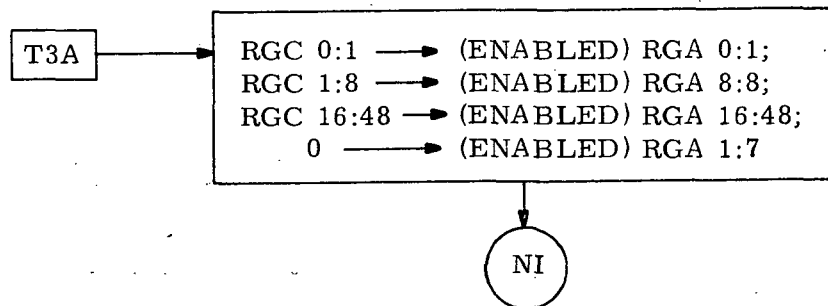 T3A
RGC 0:1 → (ENABLED) RGA 0:1;
RGC 1:8 → (ENABLED) RGA 8:8;
RGC 16:48 → (ENABLED) RGA 16:48;
0 → (ENABLED) RGA 1:7
NI